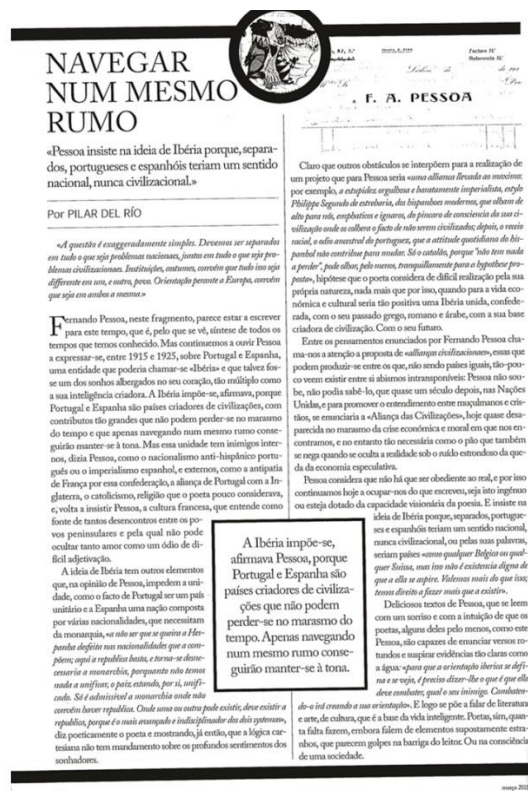 NAVEGAR
NUM MESMO
RUMO
«Pessoa insiste na ideia de Ibéria porque, separa-
dos, portugueses e espanhóis teriam um sentido
nacional, nunca civilizacional.»
Por PILAR DEL RÍO
F. A. PESSOA
«A questão é exaggeradamente simples. Devemos ser separados
em tudo o que seja problemas nacionaes, juntos em tudo o que seja pro-
blemas civilizacionaes. Instituições, costumes, convém que tudo isso seja
differente em um, e outro, povo. Orientação perante a Europa, convém
que seja em ambos a mesma.»
Fernando Pessoa, neste fragmento, parece estar a escrever
para este tempo, que é, pelo que se vê, síntese de todos os
tempos que temos conhecido. Mas continuemos a ouvir Pessoa
a expressar-se, entre 1915 e 1925, sobre Portugal e Espanha,
uma entidade que poderia chamar-se «Ibéria» e que talvez fos-
se um dos sonhos albergados no seu coração, tão múltiplo como
a sua inteligência criadora. A Ibéria impõe-se, afirmava, porque
Portugal e Espanha são países criadores de civilizações, com
contributos tão grandes que não podem perder-se no marasmo
do tempo e que apenas navegando num mesmo rumo conse-
guirão manter-se à tona. Mas essa unidade tem inimigos inter-
nos, dizia Pessoa, como o nacionalismo anti-hispânico portu-
guês ou o imperialismo espanhol, e externos, como a antipatia
de França por essa confederação, a aliança de Portugal com a In-
glaterra, o catolicismo, religião que o poeta pouco considerava,
e, volta a insistir Pessoa, a cultura francesa, que entende como
fonte de tantos desencontros entre os po-
vos peninsulares e pela qual não pode
ocultar tanto amor como um ódio de di-
fícil adjetivação.
A ideia de Ibéria tem outros elementos
que, na opinião de Pessoa, impedem a uni-
dade, como o facto de Portugal ser um país
unitário e a Espanha uma nação composta
por várias nacionalidades, que necessitam
da monarquia, «a não ser que se queira a Hes-
panha desfeita nas nacionalidades que a com-
põem; aqui a republica basta, e torna-se desne-
cessaria a monarchia, porquanto não temos
nada a unificar, o paiz estando, por si, unifi-
cado. Só é admissivel a monarchia onde não
convém haver republica. Onde uma ou outra pode existir, deve existir a
republica, porque é o mais avançado e indisciplinador dos dois systemas»,
diz poeticamente o poeta e mostrando, já então, que a lógica car-
tesiana não tem mandamento sobre os profundos sentimentos dos
sonhadores.
A Ibéria impõe-se,
afirmava Pessoa, porque
Portugal e Espanha são
países criadores de civiliza-
ções que não podem
perder-se no marasmo do
tempo. Apenas navegando
num mesmo rumo conse-
guirão manter-se à tona.
Claro que outros obstáculos se interpõem para a realização de
um projeto que para Pessoa seria «uma alliança llevada ao maximo:
por exemplo, a estupidez orgulhosa e baratamente imperialista, estylo
Philippe Segundo de estrebaria, dos hispanhoes modernos, que olham de
alto para nós, emphaticos e ignaros, do pincaro de consciencia da sua ci-
vilização onde os colhera o facto de não serem civilizados; depois, o receio
racial, o odio ancestral do portuguez, que a attitude quotidiana do his-
panhol não contribue para mudar. Só o catalão, porque "não tem nada
a perder", pode olhar, pelo menos, tranquillamente para a hypothese pro-
posta», hipótese que o poeta considera de difícil realização pela sua
própria natureza, nada mais que por isso, quando para a vida eco-
nómica e cultural seria tão positiva uma Ibéria unida, confede-
rada, com o seu passado grego, romano e árabe, com a sua base
criadora de civilização. Com o seu futuro.
Entre os pensamentos enunciados por Fernando Pessoa cha-
ma-nos a atenção a proposta de «alliança civilizacionaes», essas que
podem produzir-se entre os que, não sendo países iguais, tão-pou-
co veem existir entre si abismos intransponíveis: Pessoa não sou-
be, não podia sabê-lo, que quase um século depois, nas Nações
Unidas, e para promover o entendimento entre muçulmanos e cris-
tãos, se enunciaria a «Aliança das Civilizações», hoje quase desa-
parecida no marasmo da crise económica e moral em que nos en-
contramos, e no entanto tão necessária como o pão que também
se nega quando se oculta a realidade sob o ruído estrondoso da que-
da da economia especulativa.
Pessoa considera que não há que ser obediente ao real, e por isso
continuamos hoje a ocupar-nos do que escreveu, seja isto ingénuo
ou esteja dotado da capacidade visionária da poesia. E insiste na
ideia de Ibéria porque, separados, portugue-
ses e espanhóis teriam um sentido nacional,
nunca civilizacional, ou pelas suas palavras,
seriam países «como qualquer Belgica ou qual-
quer Suissa, mas isso não é existencia digna de
que a ella se aspire. Valemos mais do que isso;
temos direito a fazer mais que a existir».
Deliciosos textos de Pessoa, que se leem
com um sorriso e com a intuição de que os
poetas, alguns deles pelo menos, como este
Pessoa, são capazes de enunciar versos ro-
tundos e suspirar evidências tão claras como
a água: «para que a orientação iberica se defi-
na e se veja, é preciso dizer-lhe o que é que ella
deve combater, qual o seu inimigo. Combaten-
do-o irá creando a sua orientação». E logo se põe a falar de literatura
e arte, de cultura, que é a base da vida inteligente. Poetas, sim, quan-
ta falta fazem, embora falem de elementos supostamente estra-
nhos, que parecem golpes na barriga do leitor. Ou na consciência
de uma sociedade.